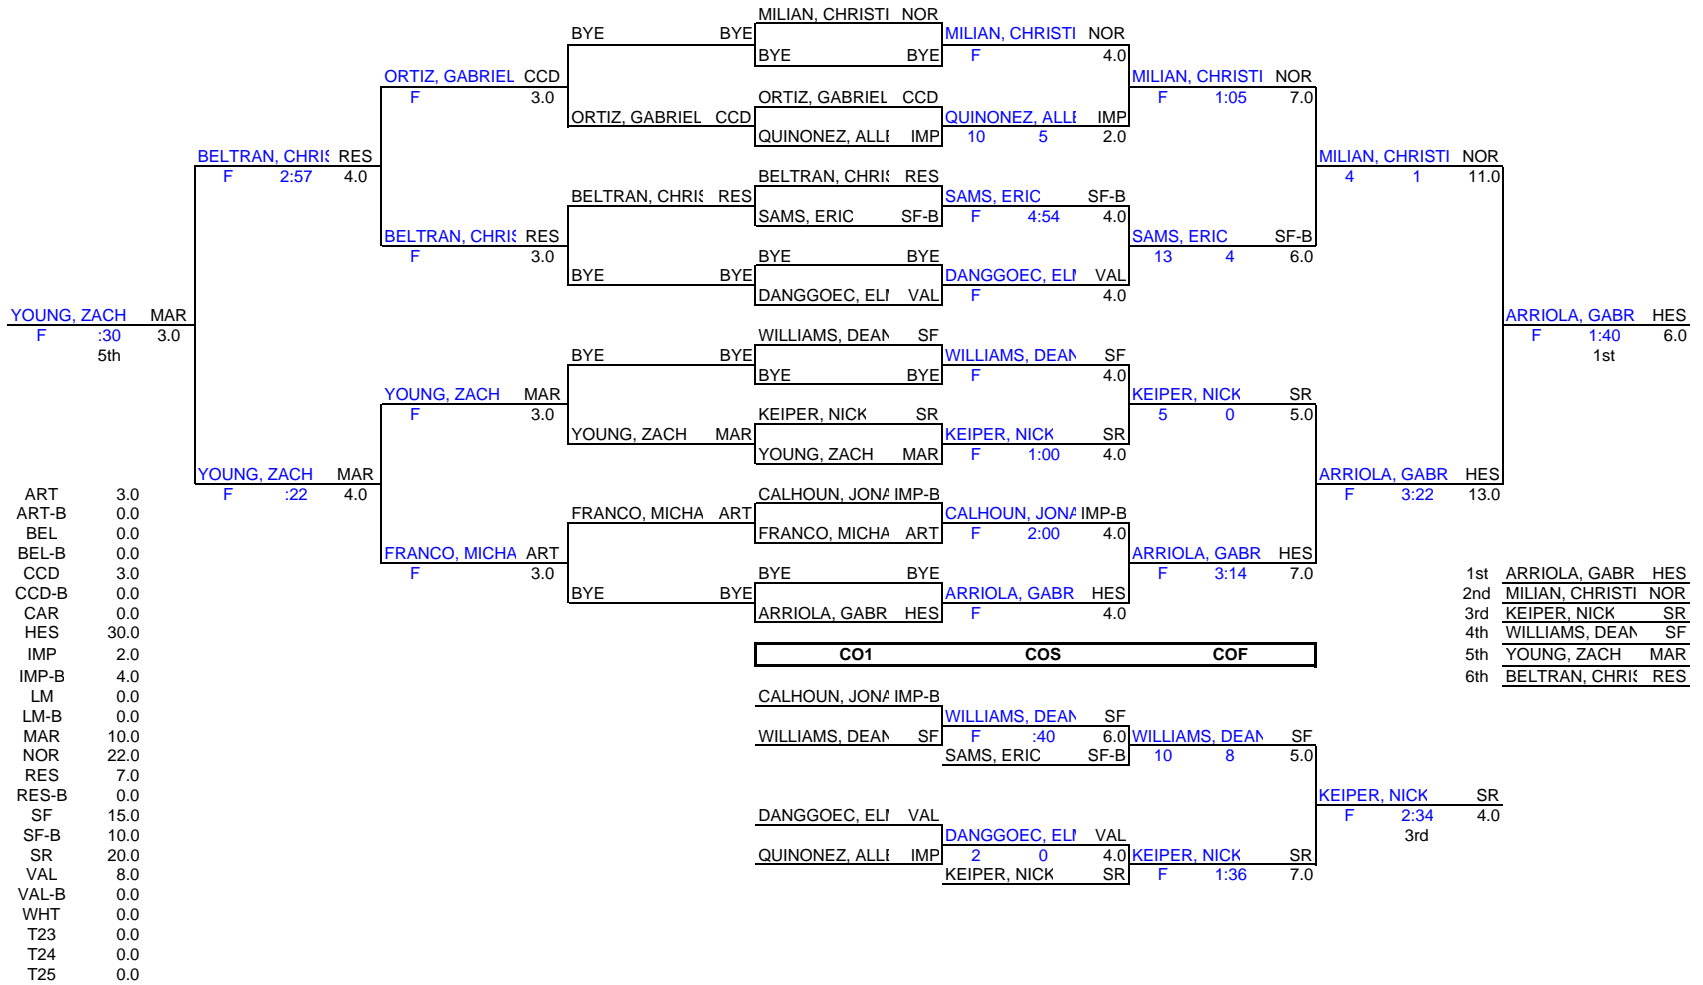 MILIAN, CHRISTI NOR
BYE BYE MILIAN, CHRISTI NOR
BYE BYE F 4.0
ORTIZ, GABRIEL CCD MILIAN, CHRISTI NOR
F 3.0 ORTIZ, GABRIEL CCD F 1:05 7.0
ORTIZ, GABRIEL CCD QUINONEZ, ALLE IMP
QUINONEZ, ALLE IMP 10 5 2.0
BELTRAN, CHRIS RES MILIAN, CHRISTI NOR
F 2:57 4.0 BELTRAN, CHRIS RES 4 1 11.0
BELTRAN, CHRIS RES SAMS, ERIC SF-B
SAMS, ERIC SF-B F 4:54 4.0
BELTRAN, CHRIS RES SAMS, ERIC SF-B
F 3.0 BYE BYE 13 4 6.0
BYE BYE DANGGOEC, ELM VAL
DANGGOEC, ELM VAL F 4.0
YOUNG, ZACH MAR ARRIOLA, GABR HES
F :30 3.0 WILLIAMS, DEAN SF F 1:40 6.0
5th BYE BYE WILLIAMS, DEAN SF 1st
BYE BYE F 4.0
YOUNG, ZACH MAR KEIPER, NICK SR
F 3.0 KEIPER, NICK SR 5 0 5.0
YOUNG, ZACH MAR KEIPER, NICK SR
YOUNG, ZACH MAR F 1:00 4.0
YOUNG, ZACH MAR ARRIOLA, GABR HES
ART 3.0 F :22 4.0 CALHOUN, JONA IMP-B F 3:22 13.0
ART-B 0.0 FRANCO, MICHA ART CALHOUN, JONA IMP-B
BEL 0.0 FRANCO, MICHA ART F 2:00 4.0
BEL-B 0.0 FRANCO, MICHA ART ARRIOLA, GABR HES
CCD 3.0 F 3.0 BYE BYE F 3:14 7.0 1st ARRIOLA, GABR HES
CCD-B 0.0 BYE BYE ARRIOLA, GABR HES 2nd MILIAN, CHRISTI NOR
CAR 0.0 ARRIOLA, GABR HES F 4.0 3rd KEIPER, NICK SR
HES 30.0 4th WILLIAMS, DEAN SF
IMP 2.0 CO1 COS COF 5th YOUNG, ZACH MAR
IMP-B 4.0 6th BELTRAN, CHRIS RES
LM 0.0 CALHOUN, JONA IMP-B
LM-B 0.0 WILLIAMS, DEAN SF
MAR 10.0 WILLIAMS, DEAN SF F :40 6.0 WILLIAMS, DEAN SF
NOR 22.0 SAMS, ERIC SF-B 10 8 5.0
RES 7.0
RES-B 0.0 KEIPER, NICK SR
SF 15.0 DANGGOEC, ELM VAL F 2:34 4.0
SF-B 10.0 DANGGOEC, ELM VAL 3rd
SR 20.0 QUINONEZ, ALLE IMP 2 0 4.0 KEIPER, NICK SR
VAL 8.0 KEIPER, NICK SR F 1:36 7.0
VAL-B 0.0
WHT 0.0
T23 0.0
T24 0.0
T25 0.0